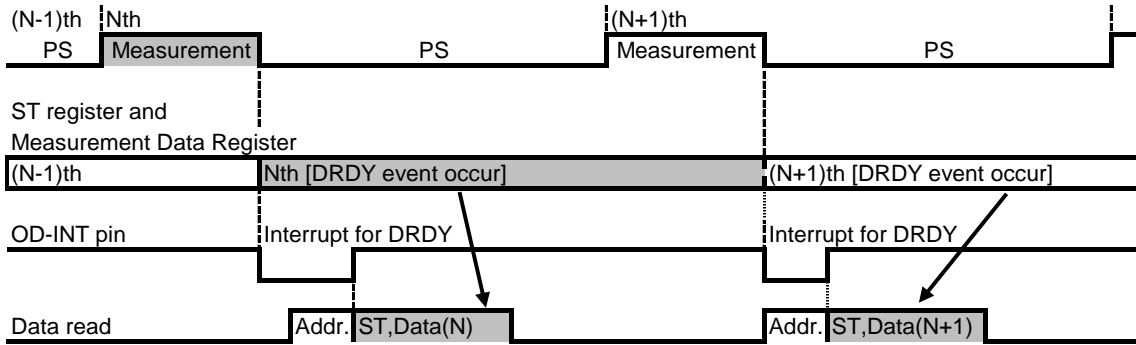 (N-1)th Nth (N+1)th
PS Measurement PS Measurement PS
ST register and
Measurement Data Register
(N-1)th Nth [DRDY event occur] (N+1)th [DRDY event occur]
OD-INT pin Interrupt for DRDY Interrupt for DRDY
Data read Addr. ST,Data(N) Addr. ST,Data(N+1)